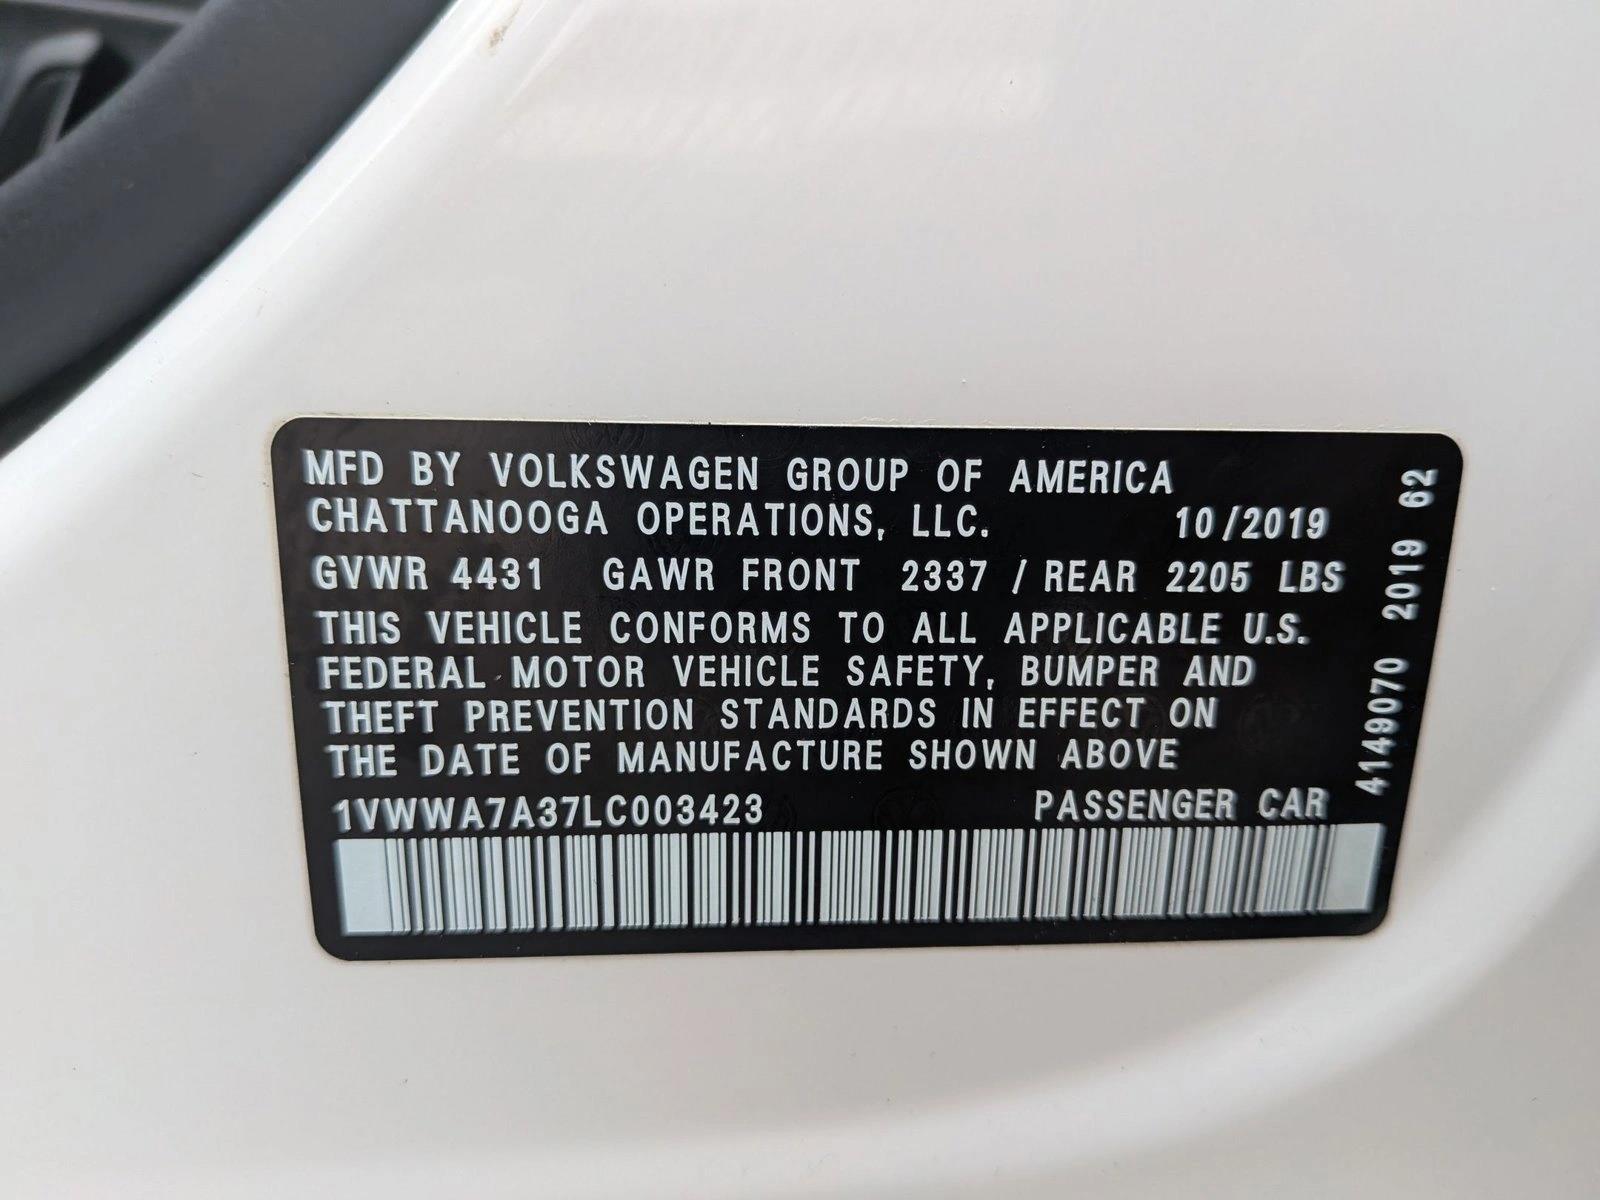 MFD BY VOLKSWAGEN GROUP OF AMERICA
CHATTANOOGA OPERATIONS, LLC. 10/2019
GVWR 4431 GAWR FRONT 2337 / REAR 2205 LBS
THIS VEHICLE CONFORMS TO ALL APPLICABLE U.S.
FEDERAL MOTOR VEHICLE SAFETY, BUMPER AND
THEFT PREVENTION STANDARDS IN EFFECT ON
THE DATE OF MANUFACTURE SHOWN ABOVE
1VWWA7A37LC003423 PASSENGER CAR
4149070 2019 62